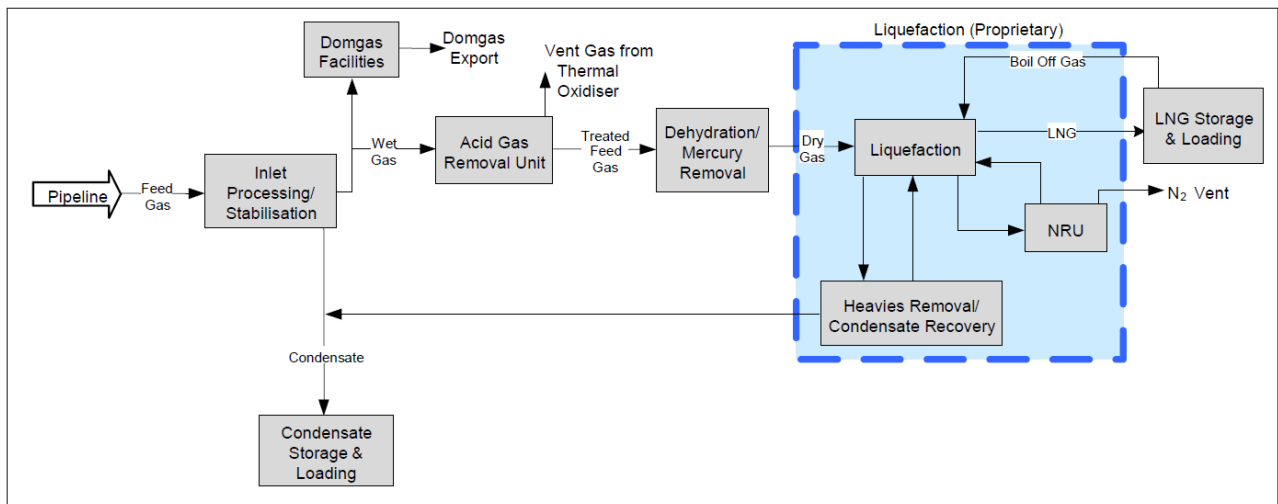 Liquefaction (Proprietary)
Domgas
Facilities
Domgas
Export
Vent Gas from
Thermal
Oxidiser
Boil Off Gas
Pipeline
Feed
Gas
Inlet
Processing/
Stabilisation
Wet
Gas
Acid Gas
Removal Unit
Treated
Feed
Gas
Dehydration/
Mercury
Removal
Dry
Gas
Liquefaction
LNG
LNG Storage
& Loading
NRU
N₂ Vent
Heavies Removal/
Condensate Recovery
Condensate
Condensate
Storage &
Loading